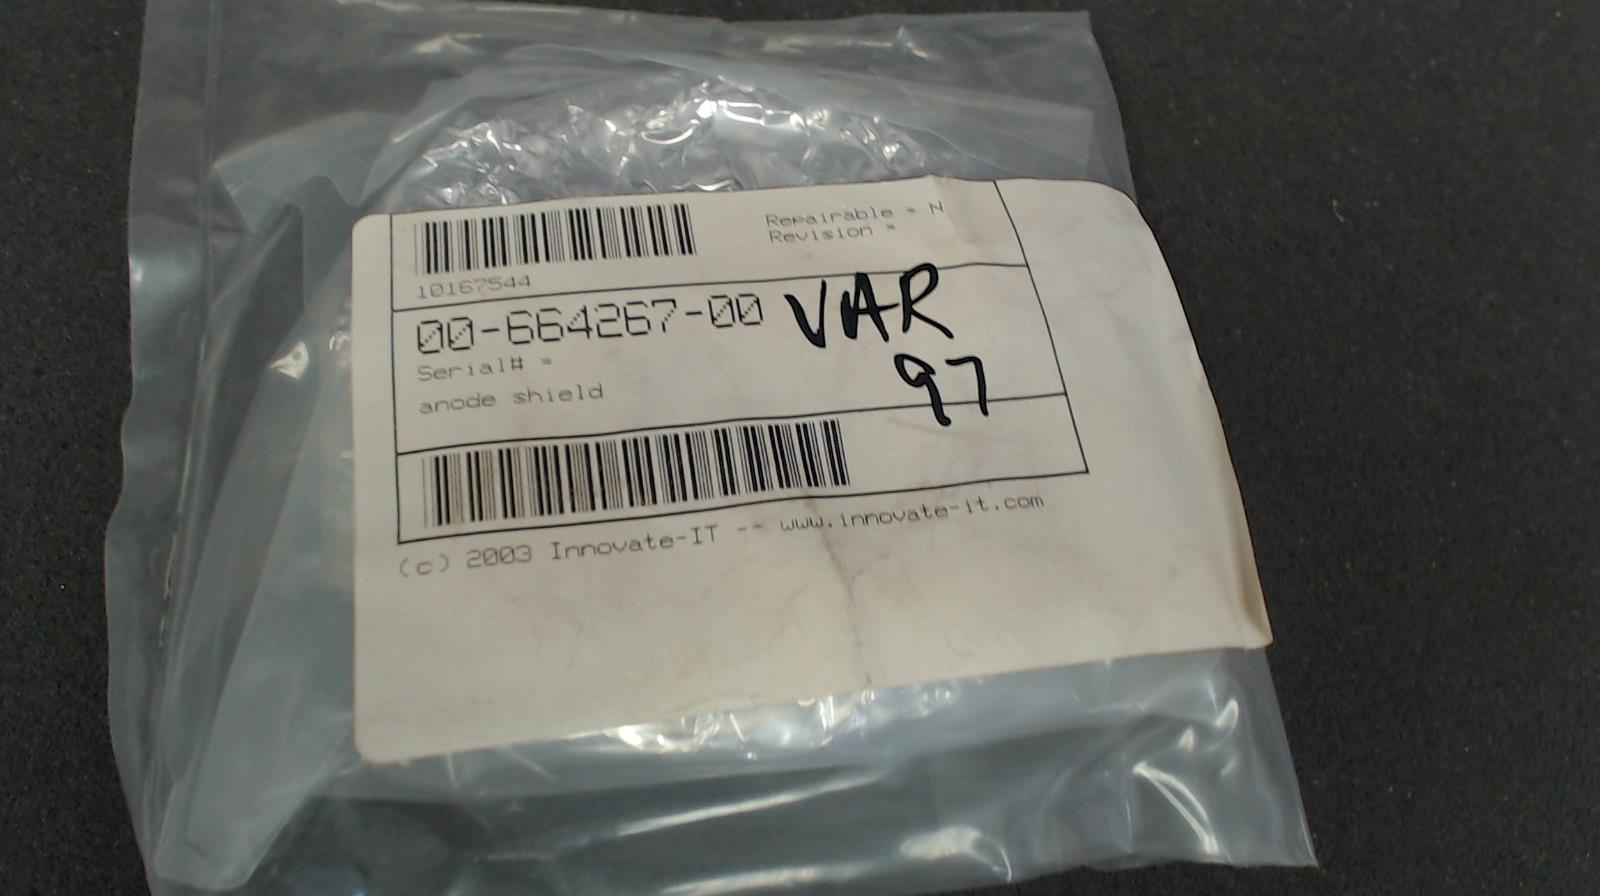 Repairable = N
Revision =
10167544
00-664267-00 VAR
97
Serial# =
anode shield
(c) 2003 Innovate-IT -- www.innovate-it.com